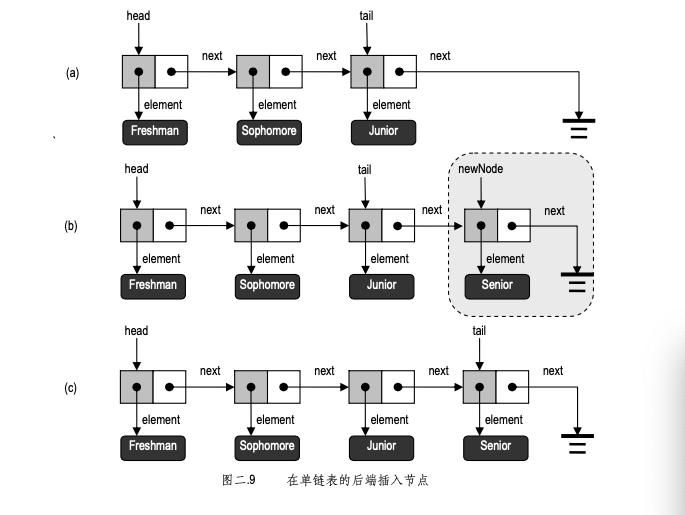 head tail
(a) next next next
element element element
Freshman Sophomore Junior
head tail newNode
(b) next next next next
element element element element
Freshman Sophomore Junior Senior
head tail
(c) next next next next
element element element element
Freshman Sophomore Junior Senior
图二.9 在单链表的后端插入节点